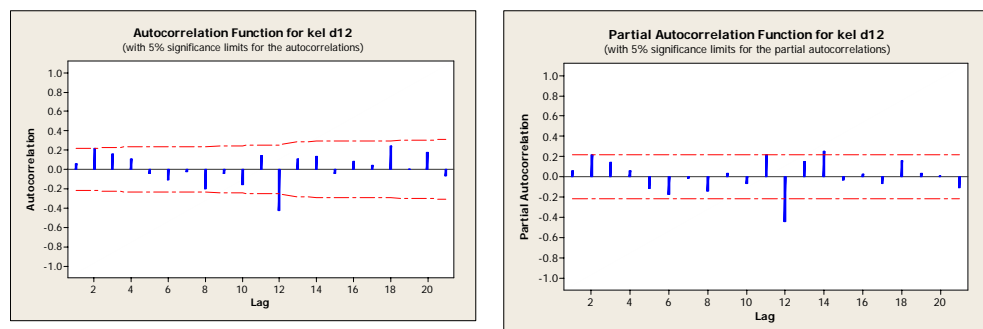 Autocorrelation Function for kel d12
(with 5% significance limits for the autocorrelations)
1.0
0.8
0.6
0.4
0.2
0.0
-0.2
-0.4
-0.6
-0.8
-1.0
Autocorrelation
2 4 6 8 10 12 14 16 18 20
Lag
Partial Autocorrelation Function for kel d12
(with 5% significance limits for the partial autocorrelations)
1.0
0.8
0.6
0.4
0.2
0.0
-0.2
-0.4
-0.6
-0.8
-1.0
Partial Autocorrelation
2 4 6 8 10 12 14 16 18 20
Lag